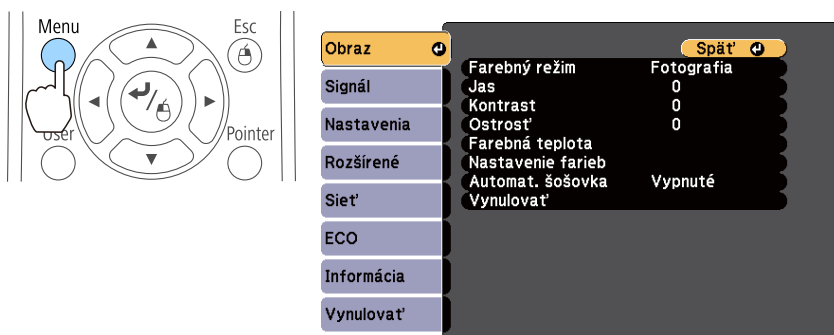 Menu
Esc
User
Pointer
Obraz
Signál
Nastavenia
Rozšírené
Sieť
ECO
Informácia
Vynulovať
Späť
Farebný režim Fotografia
Jas 0
Kontrast 0
Ostrosť 0
Farebná teplota
Nastavenie farieb
Automat. šošovka Vypnuté
Vynulovať